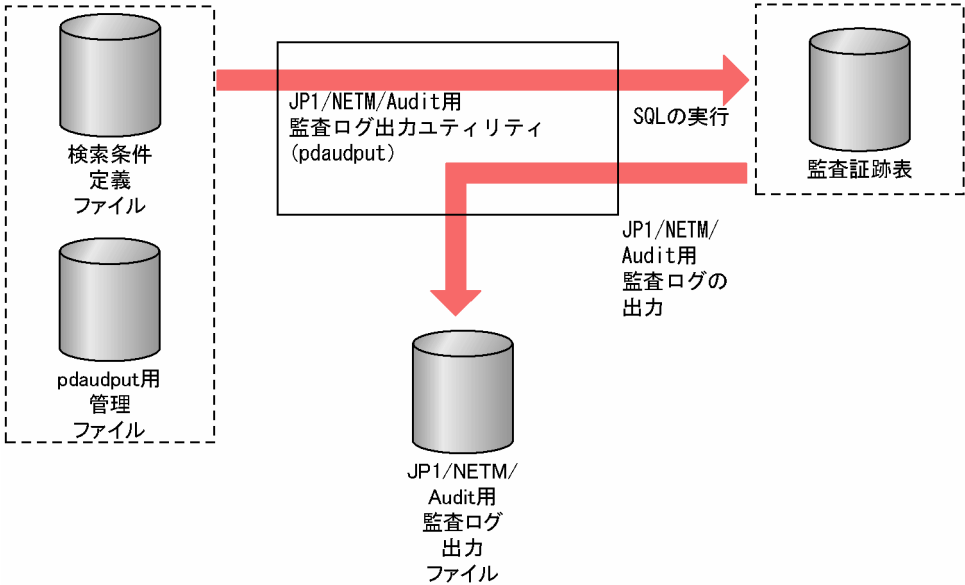 検索条件
定義
ファイル
pdaudput用
管理
ファイル
JP1/NETM/Audit用
監査ログ出力ユティリティ
(pdaudput)
SQLの実行
監査証跡表
JP1/NETM/
Audit用
監査ログの
出力
JP1/NETM/
Audit用
監査ログ
出力
ファイル